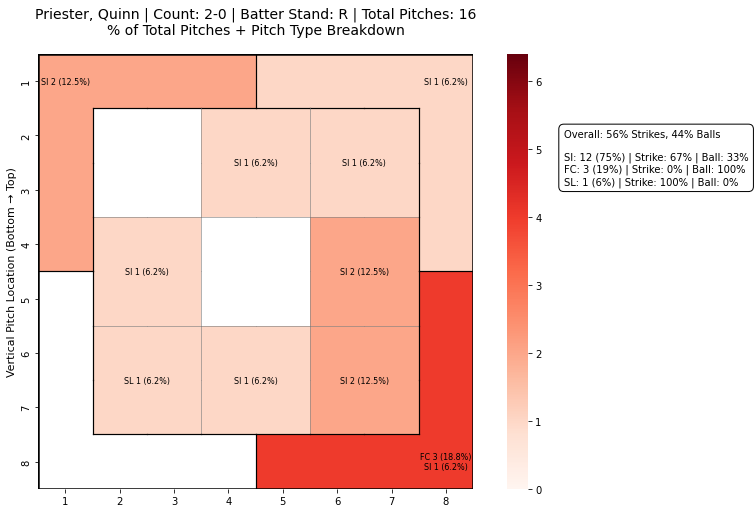 Priester, Quinn | Count: 2-0 | Batter Stand: R | Total Pitches: 16
% of Total Pitches + Pitch Type Breakdown
Vertical Pitch Location (Bottom → Top)
1
2
3
4
5
6
7
8
SI 2 (12.5%)
SI 1 (6.2%)
SI 1 (6.2%)
SI 1 (6.2%)
SI 1 (6.2%)
SI 2 (12.5%)
SL 1 (6.2%)
SI 1 (6.2%)
SI 2 (12.5%)
FC 3 (18.8%)
SI 1 (6.2%)
1
2
3
4
5
6
7
8
6
5
4
3
2
1
0
Overall: 56% Strikes, 44% Balls
SI: 12 (75%) | Strike: 67% | Ball: 33%
FC: 3 (19%) | Strike: 0% | Ball: 100%
SL: 1 (6%) | Strike: 100% | Ball: 0%